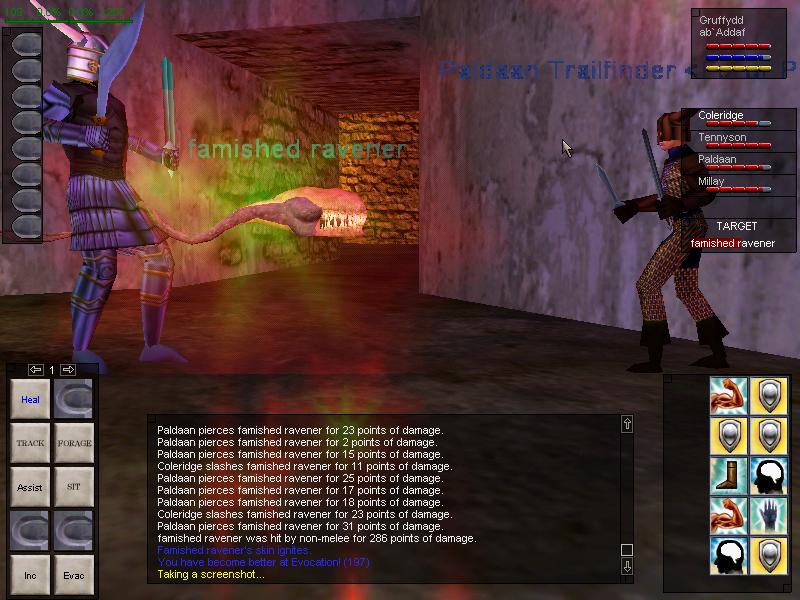 Gruffydd
ab`Addaf
Paldaan Trailfinder
Coleridge
Tennyson
Paldaan
Millay
famished ravener
TARGET
famished ravener
1
Heal
TRACK FORAGE
Assist SIT
Inc Evac
Paldaan pierces famished ravener for 23 points of damage.
Paldaan pierces famished ravener for 2 points of damage.
Paldaan pierces famished ravener for 15 points of damage.
Coleridge slashes famished ravener for 11 points of damage.
Paldaan pierces famished ravener for 25 points of damage.
Paldaan pierces famished ravener for 17 points of damage.
Paldaan pierces famished ravener for 18 points of damage.
Coleridge slashes famished ravener for 23 points of damage.
Paldaan pierces famished ravener for 31 points of damage.
famished ravener was hit by non-melee for 286 points of damage.
Famished ravener's skin ignites.
You have become better at Evocation! (197)
Taking a screenshot...